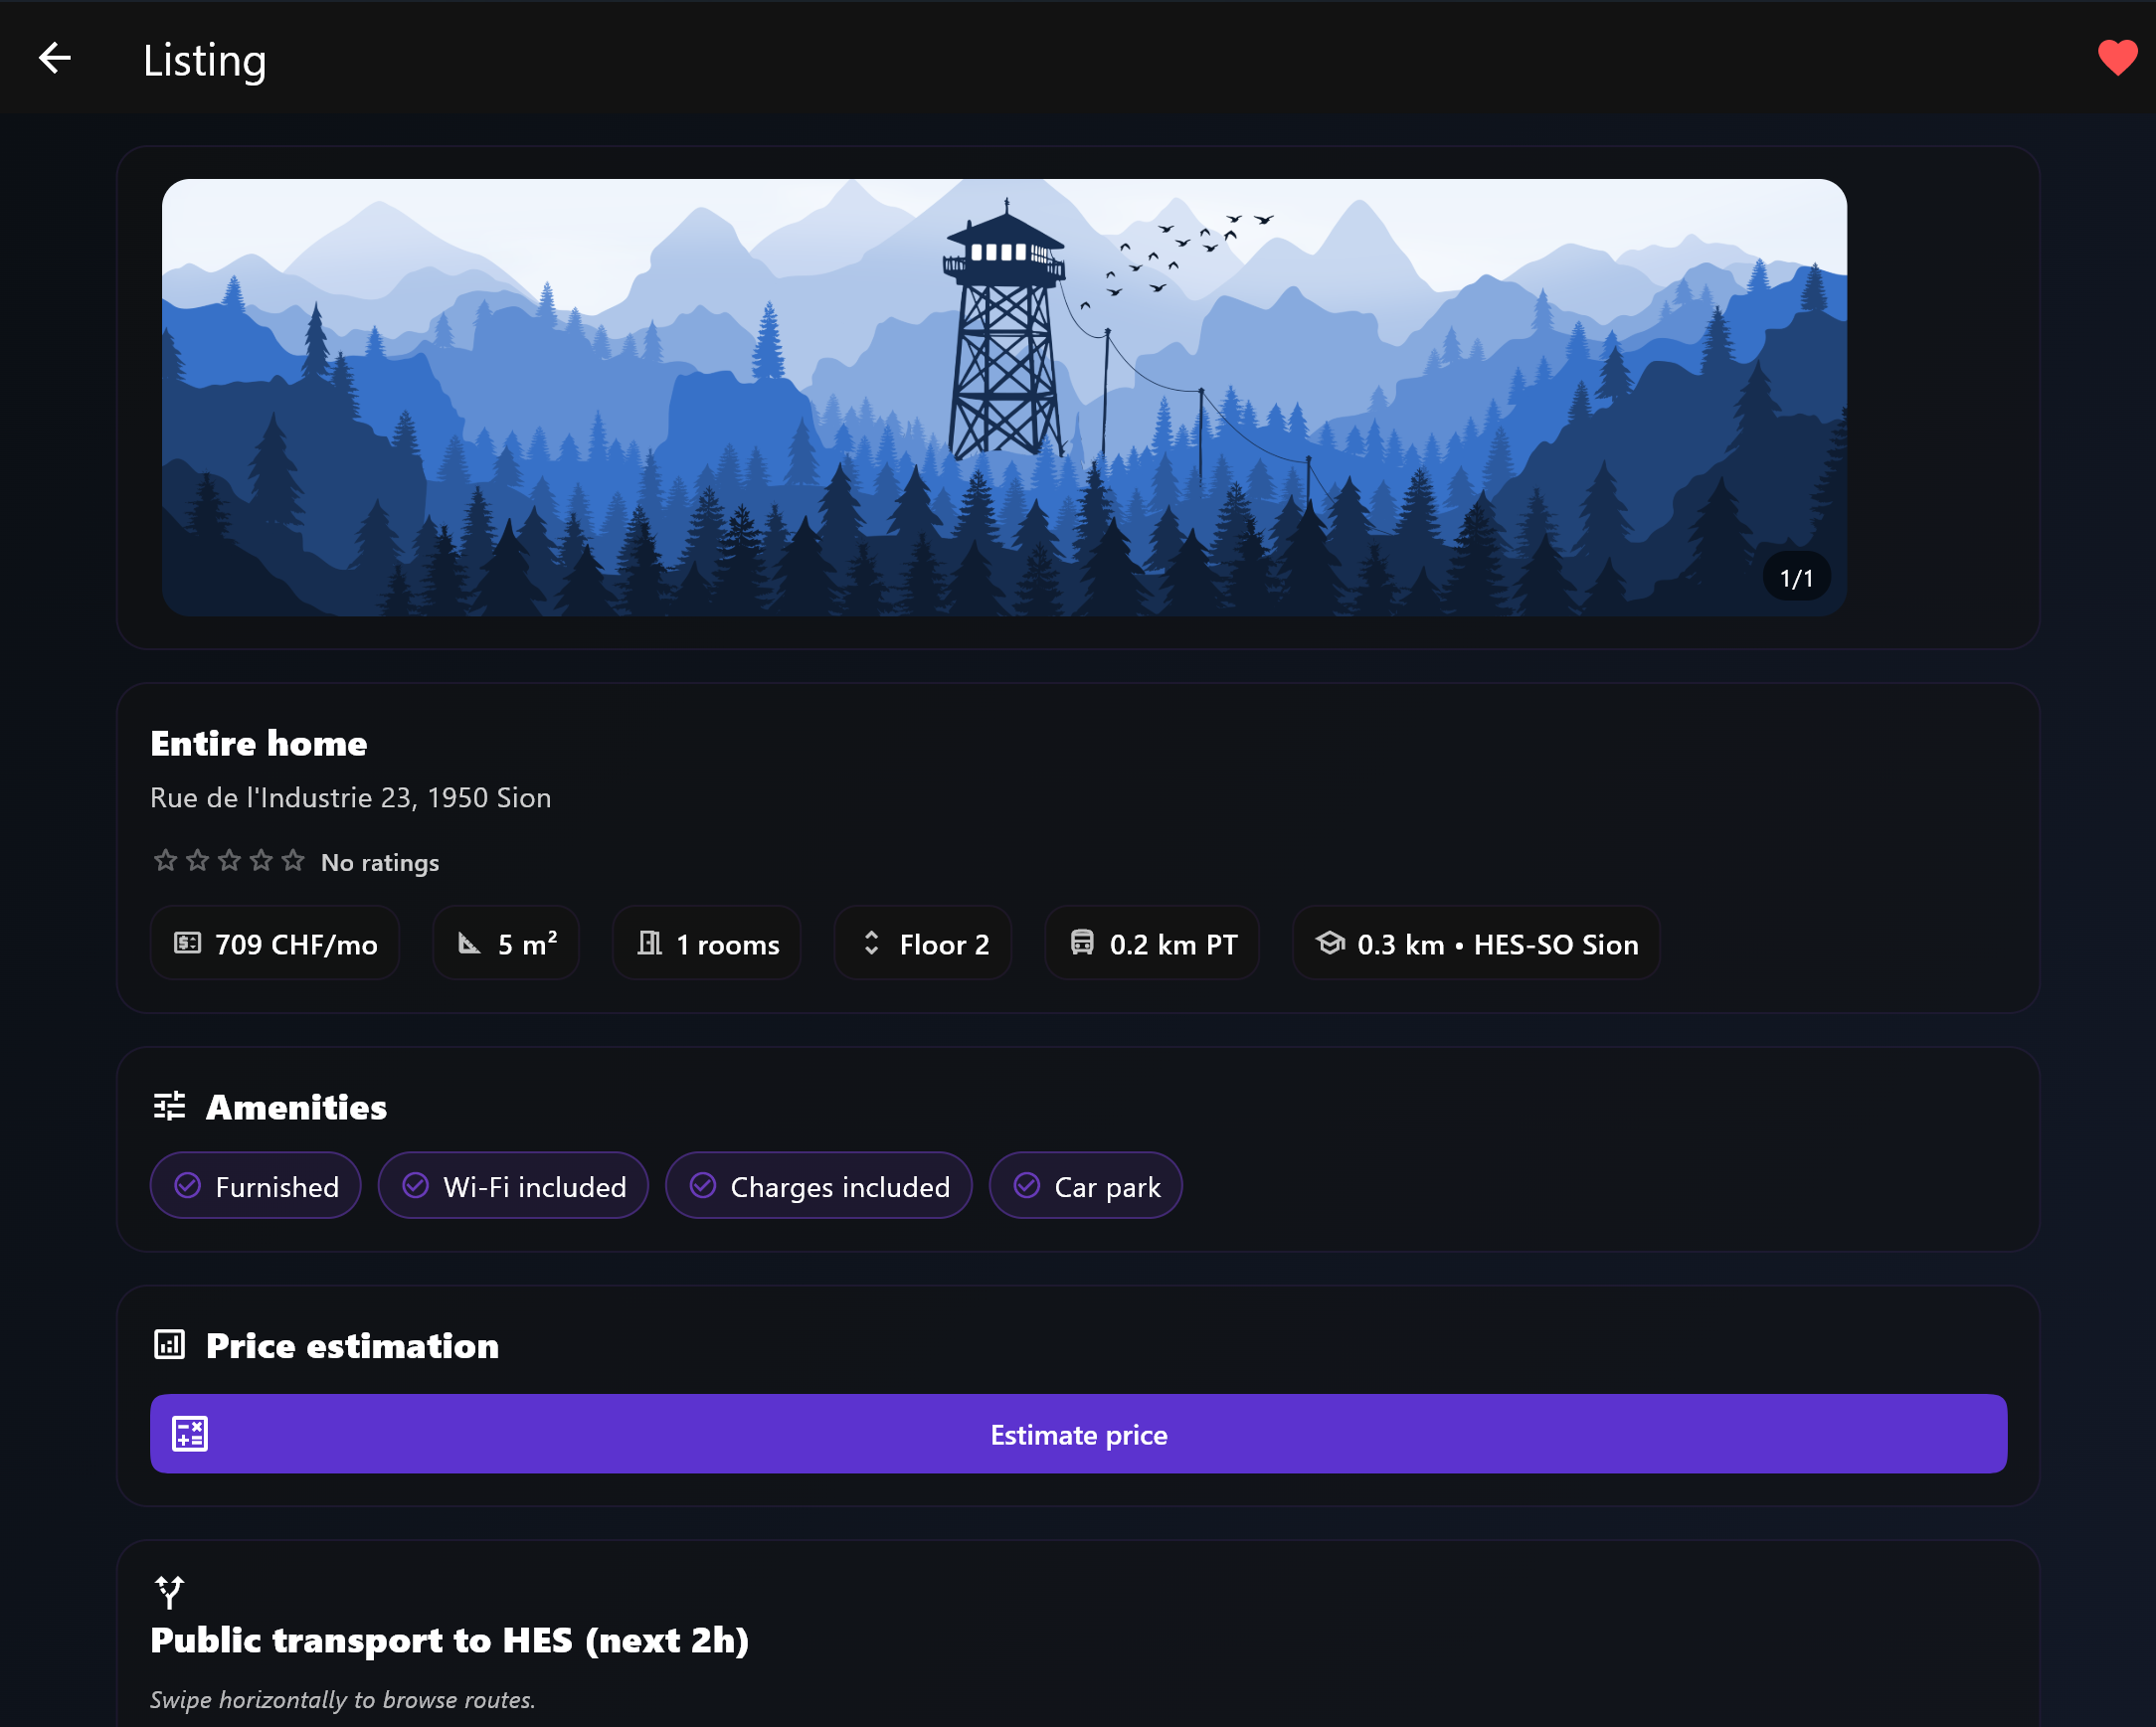 Listing
1/1
Entire home
Rue de l'Industrie 23, 1950 Sion
No ratings
709 CHF/mo 5 m² 1 rooms Floor 2 0.2 km PT 0.3 km • HES-SO Sion
Amenities
Furnished Wi-Fi included Charges included Car park
Price estimation
Estimate price
Public transport to HES (next 2h)
Swipe horizontally to browse routes.